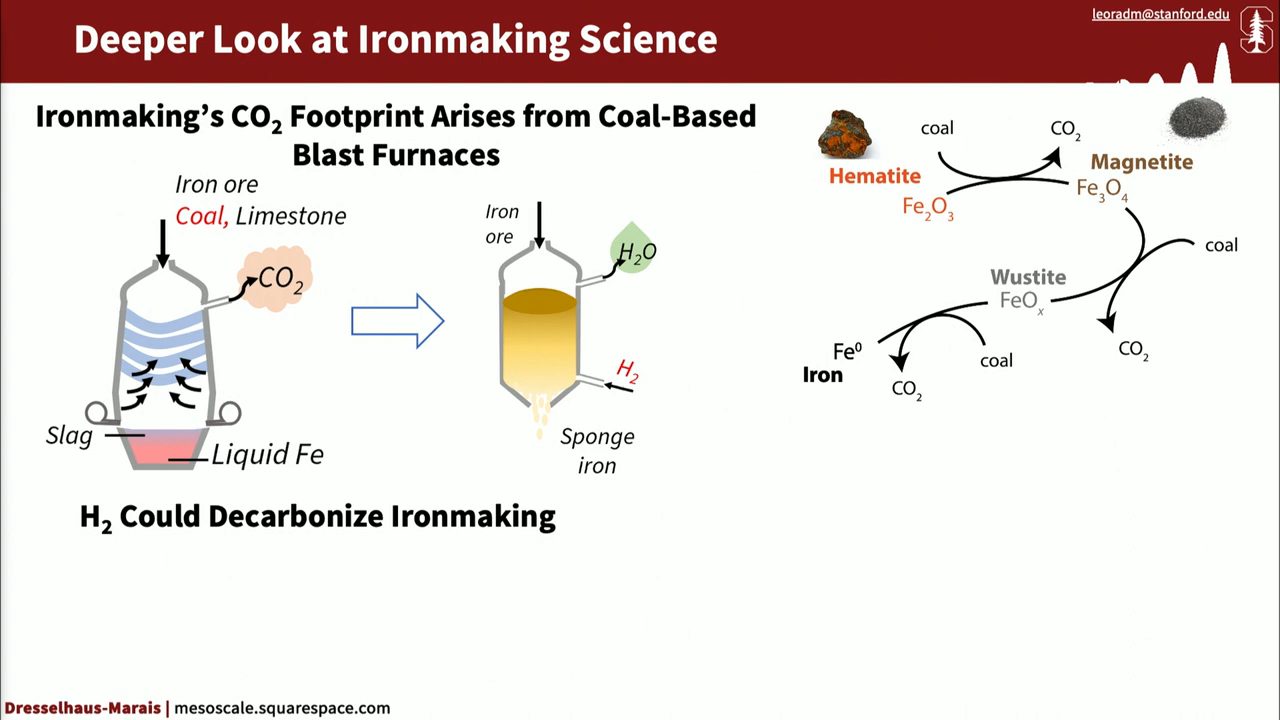 leoradm@stanford.edu
Deeper Look at Ironmaking Science
Ironmaking's CO₂ Footprint Arises from Coal-Based
Blast Furnaces
Iron ore
Coal, Limestone
CO₂
Slag
Liquid Fe
Iron
ore
H₂O
H₂
Sponge
iron
H₂ Could Decarbonize Ironmaking
coal
CO₂
Hematite
Fe₂O₃
Magnetite
Fe₃O₄
coal
CO₂
Wustite
FeOₓ
coal
CO₂
Fe⁰
Iron
Dresselhaus-Marais | mesoscale.squarespace.com